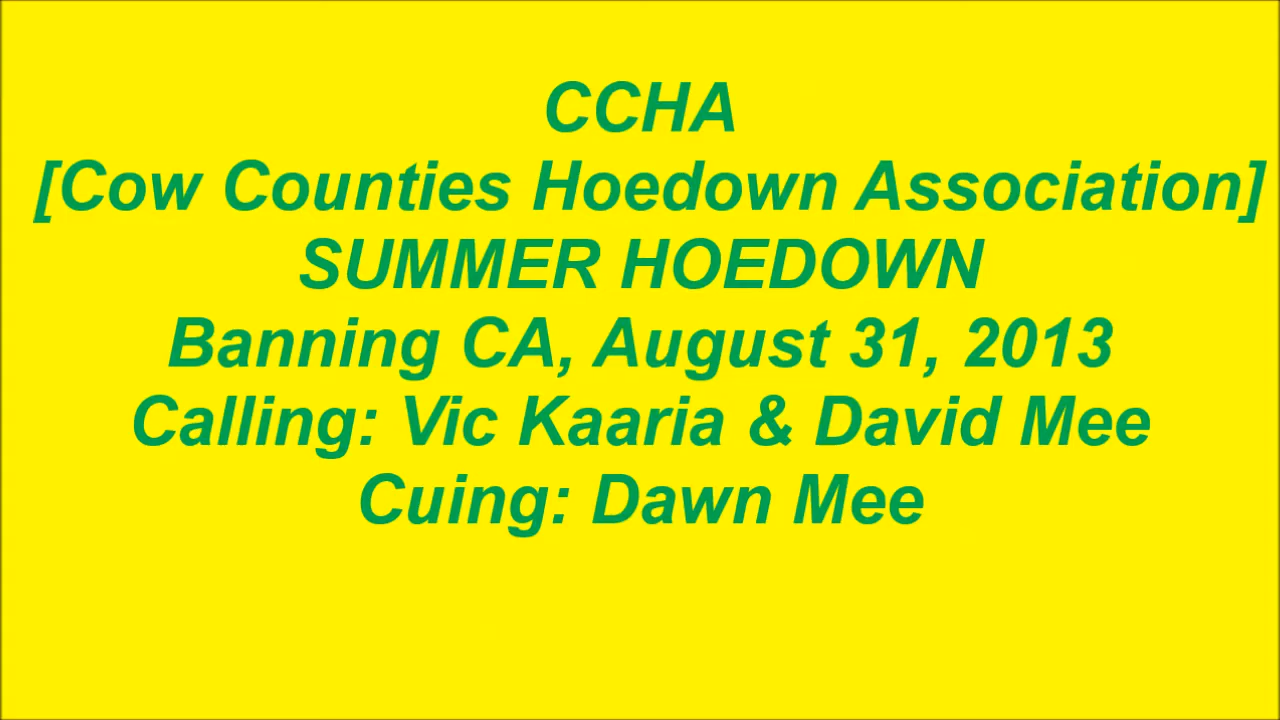 CCHA
[Cow Counties Hoedown Association]
SUMMER HOEDOWN
Banning CA, August 31, 2013
Calling: Vic Kaaria & David Mee
Cuing: Dawn Mee